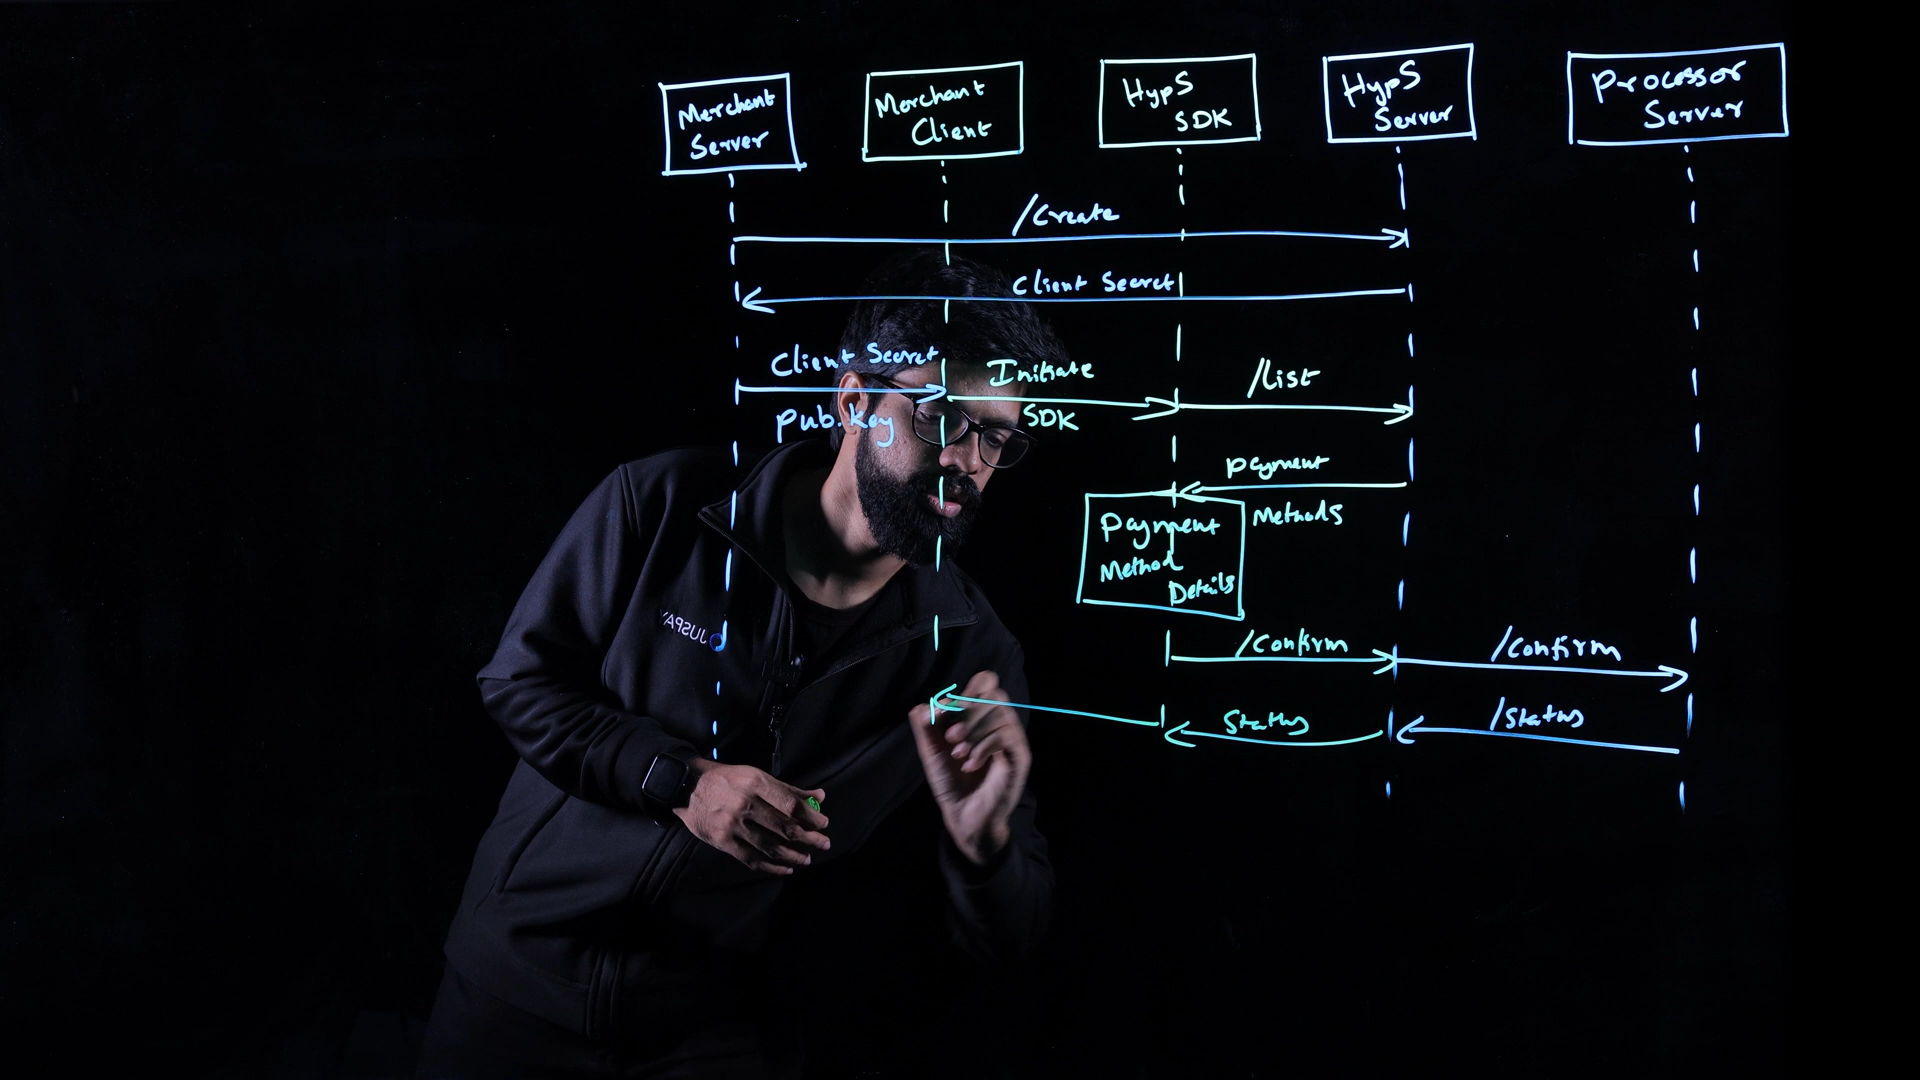 Merchant
Server
Merchant
Client
HypS
SDK
HypS
Server
Processor
Server
/Create
Client Secret
Client Secret
Pub.Key
Initiate
SDK
/List
Payment
Methods
Payment
Method
Details
/Confirm
/Confirm
Status
/Status
JUSPAY